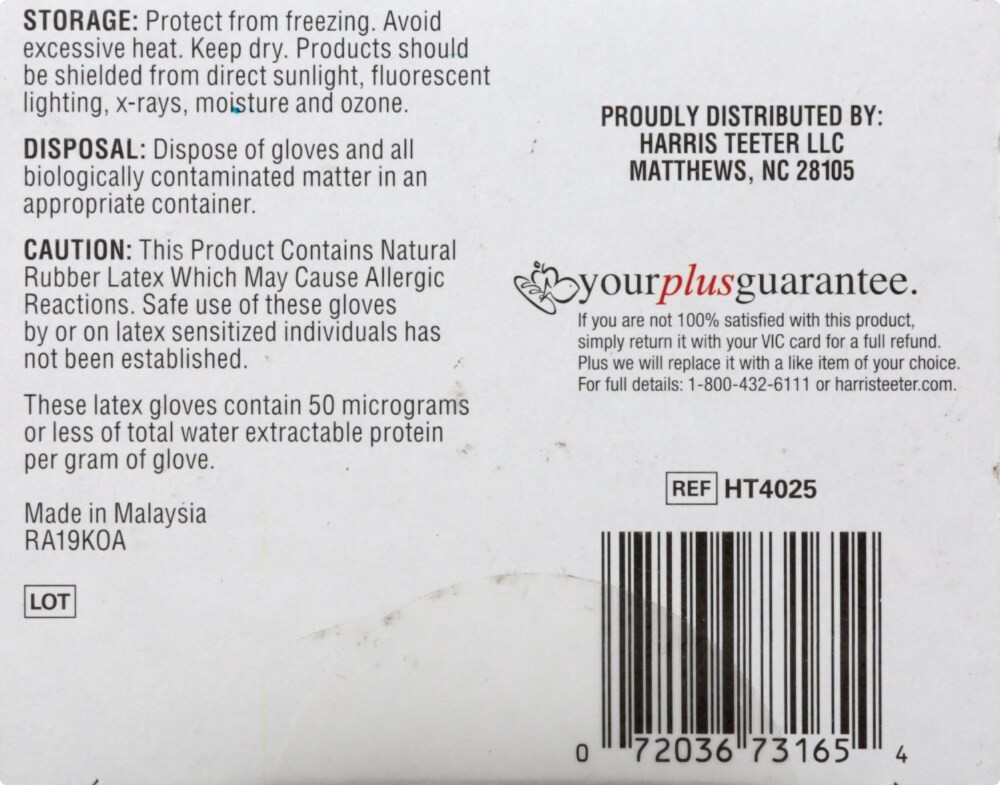 STORAGE: Protect from freezing. Avoid
excessive heat. Keep dry. Products should
be shielded from direct sunlight, fluorescent
lighting, x-rays, moisture and ozone.
DISPOSAL: Dispose of gloves and all
biologically contaminated matter in an
appropriate container.
CAUTION: This Product Contains Natural
Rubber Latex Which May Cause Allergic
Reactions. Safe use of these gloves
by or on latex sensitized individuals has
not been established.
These latex gloves contain 50 micrograms
or less of total water extractable protein
per gram of glove.
Made in Malaysia
RA19KOA
LOT
PROUDLY DISTRIBUTED BY:
HARRIS TEETER LLC
MATTHEWS, NC 28105
yourplusguarantee.
If you are not 100% satisfied with this product,
simply return it with your VIC card for a full refund.
Plus we will replace it with a like item of your choice.
For full details: 1-800-432-6111 or harristeeter.com.
REF HT4025
0 72036 73165 4